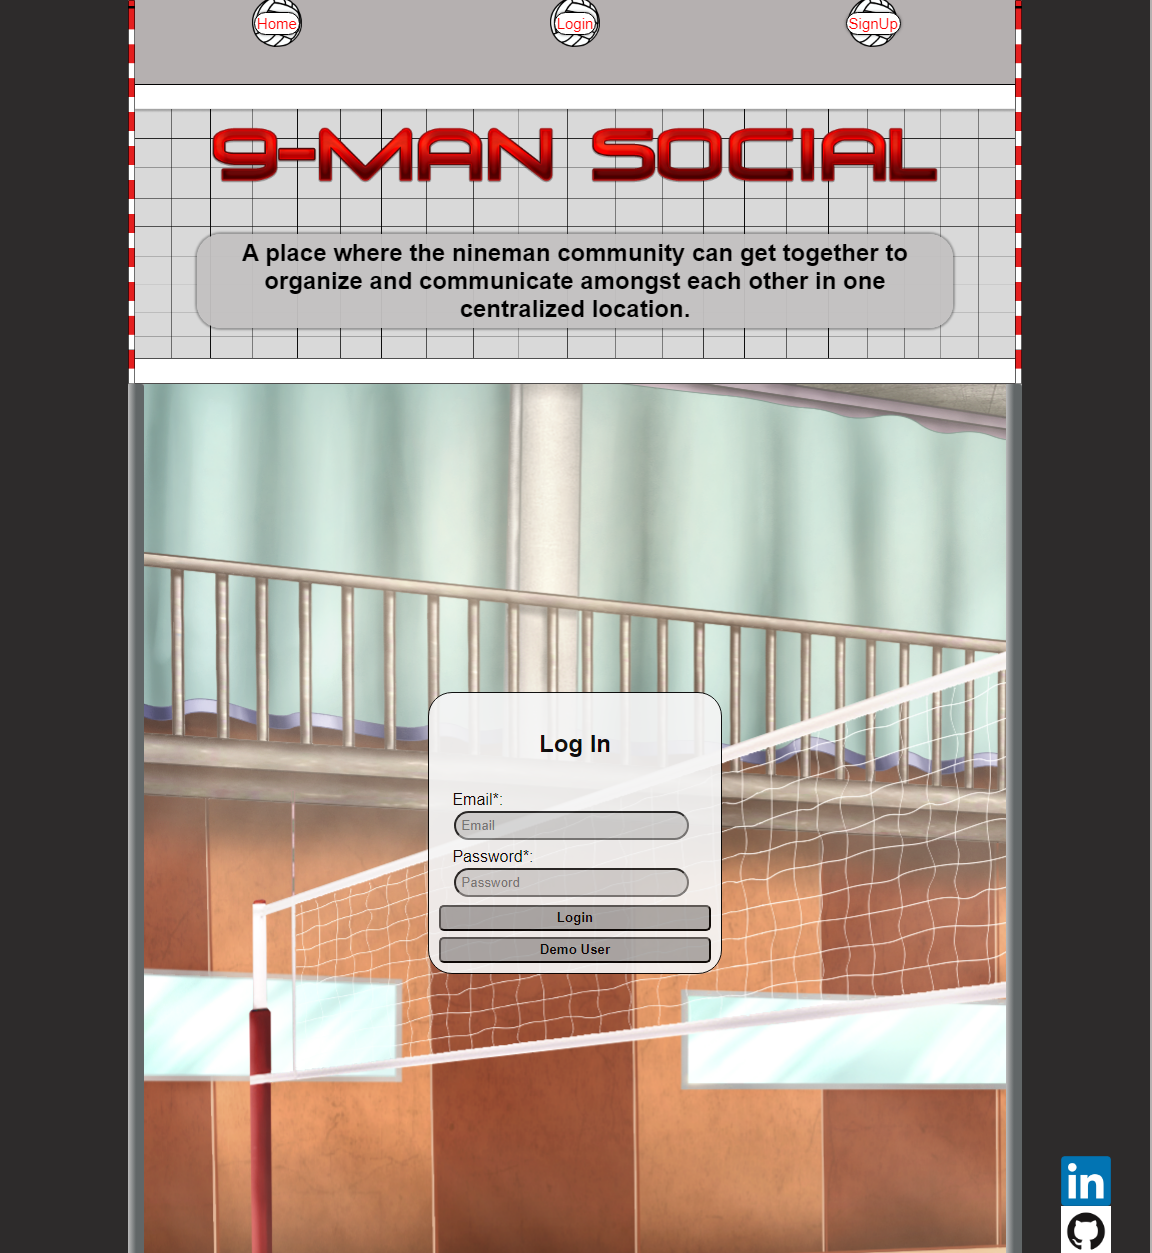 Home Login SignUp
9-MAN SOCIAL
A place where the nineman community can get together to
organize and communicate amongst each other in one
centralized location.
Log In
Email*:
Email
Password*:
Password
Login
Demo User
in